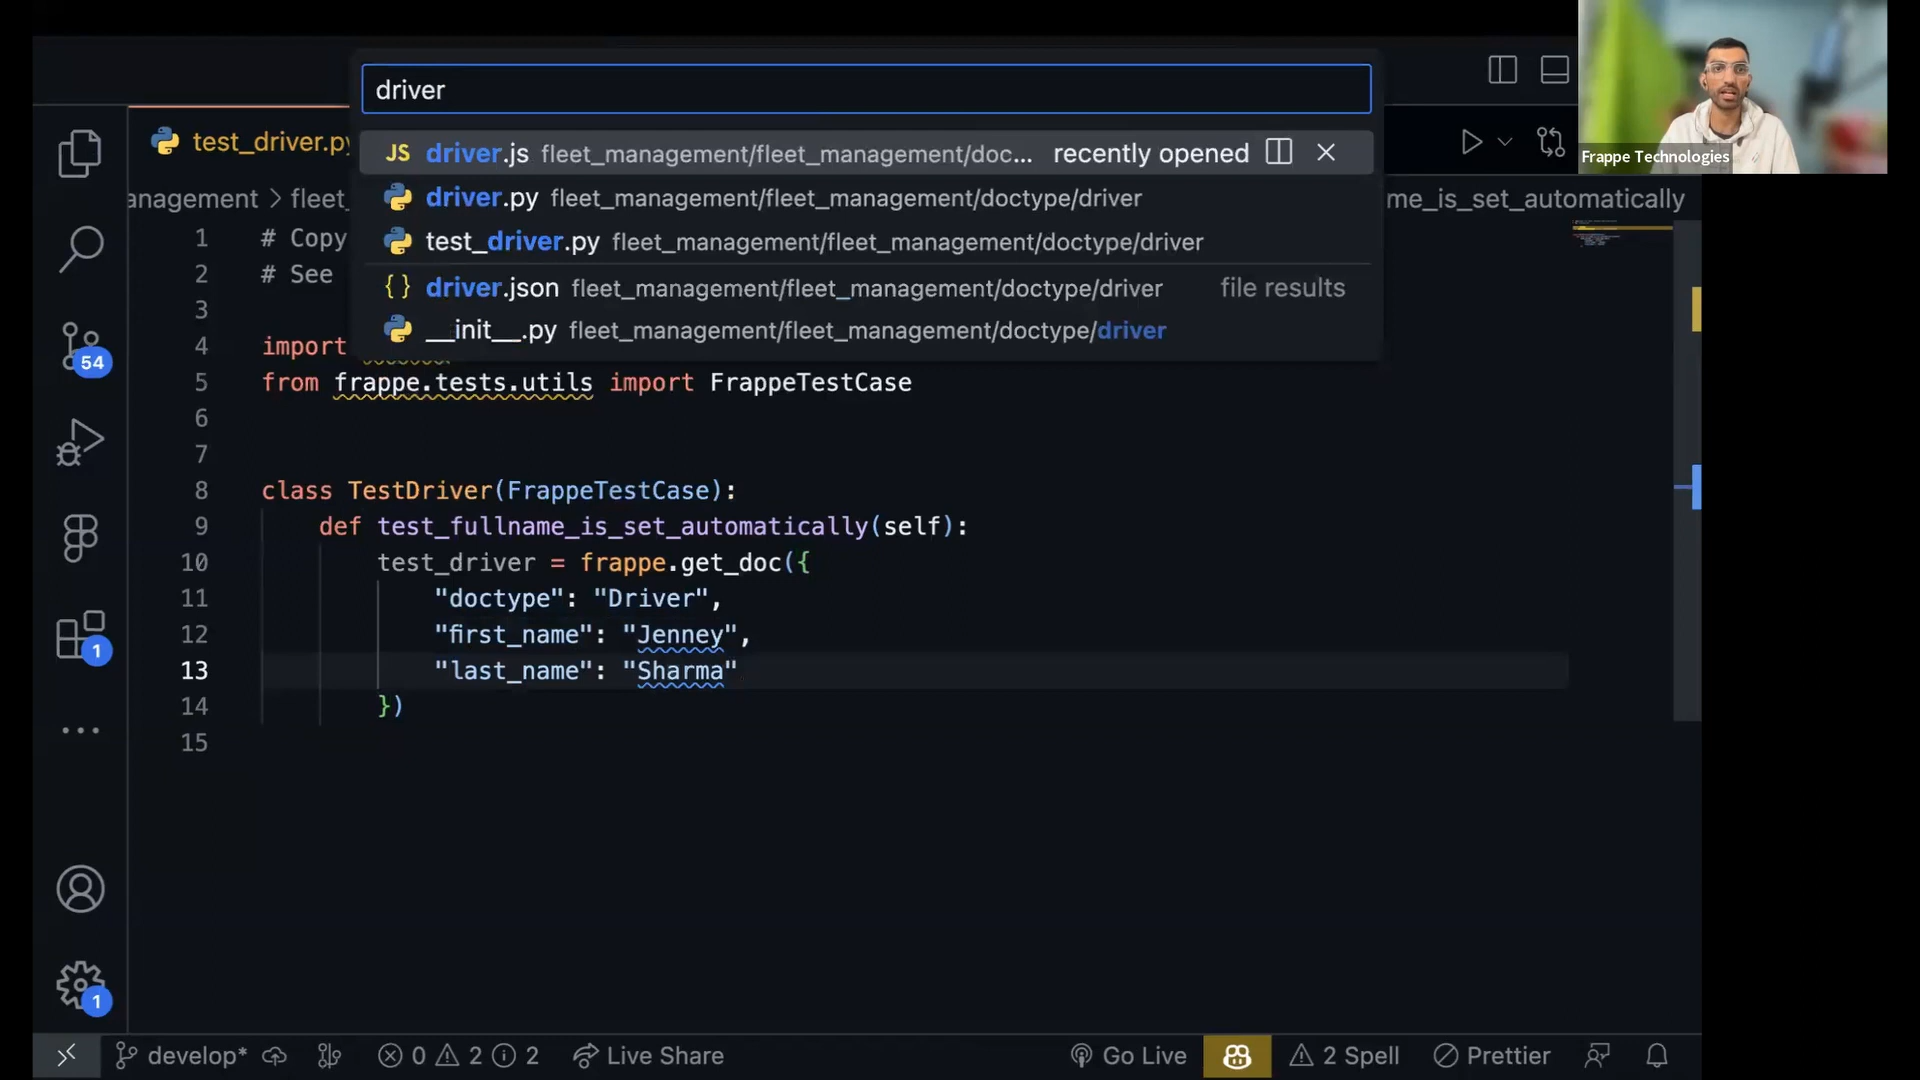 driver
JS driver.js fleet_management/fleet_management/doc... recently opened
driver.py fleet_management/fleet_management/doctype/driver
test_driver.py fleet_management/fleet_management/doctype/driver
{} driver.json fleet_management/fleet_management/doctype/driver file results
__init__.py fleet_management/fleet_management/doctype/driver
Frappe Technologies
test_driver.py
anagement > fleet_
me_is_set_automatically
1 # Copy
2 # See
3
4 import
5 from frappe.tests.utils import FrappeTestCase
6
7
8 class TestDriver(FrappeTestCase):
9 def test_fullname_is_set_automatically(self):
10 test_driver = frappe.get_doc({
11 "doctype": "Driver",
12 "first_name": "Jenney",
13 "last_name": "Sharma"
14 })
15
54
1
1
develop* 0 2 2 Live Share Go Live 2 Spell Prettier